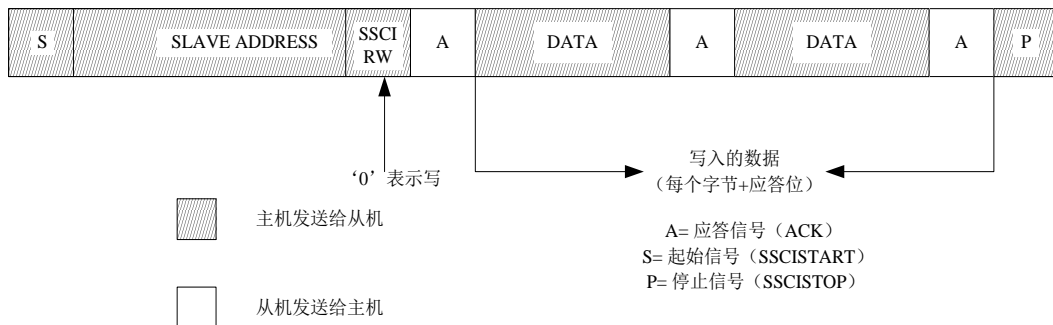 S SLAVE ADDRESS SSCI RW A DATA A DATA A P
‘0’表示写
写入的数据
（每个字节+应答位）
主机发送给从机
A= 应答信号（ACK）
S= 起始信号（SSCISTART）
P= 停止信号（SSCISTOP）
从机发送给主机